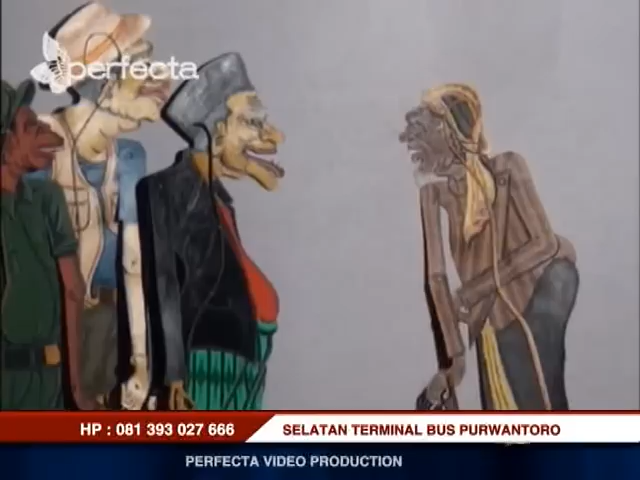 perfecta
HP : 081 393 027 666
SELATAN TERMINAL BUS PURWANTORO
PERFECTA VIDEO PRODUCTION